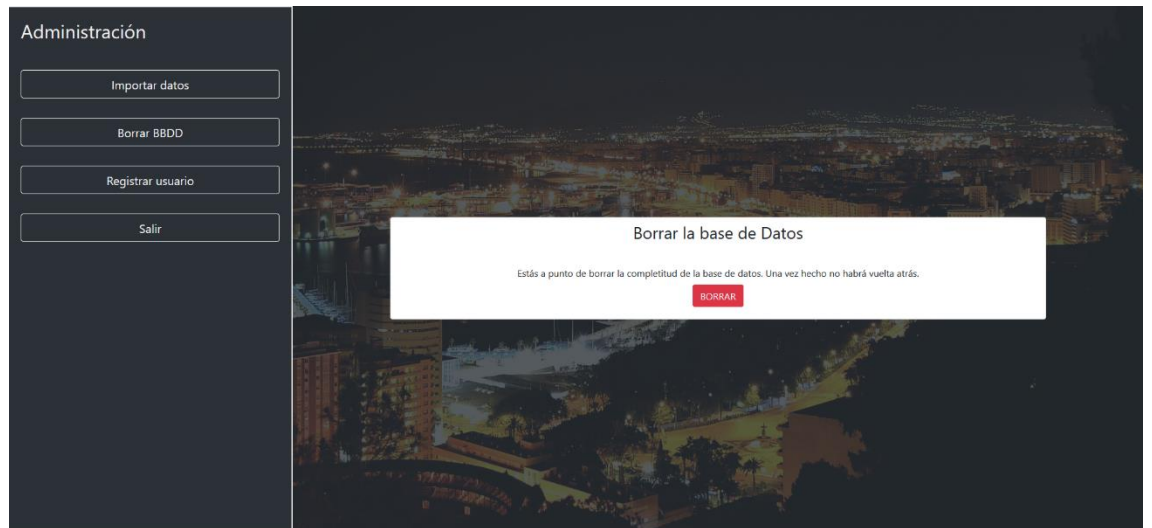 Administración
Importar datos
Borrar BBDD
Registrar usuario
Salir
Borrar la base de Datos
Estás a punto de borrar la completitud de la base de datos. Una vez hecho no habrá vuelta atrás.
BORRAR